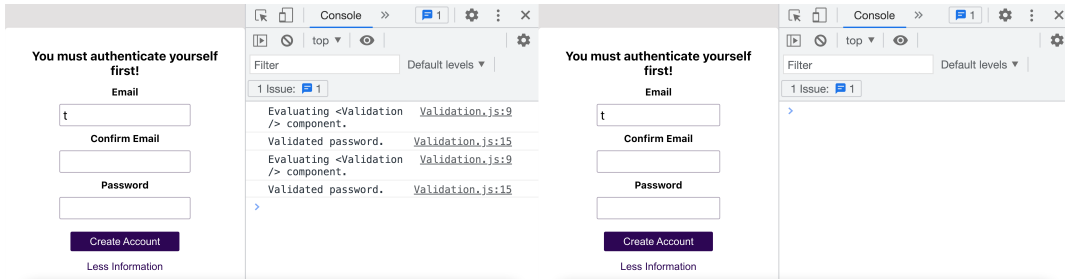 Console
1
top
Filter
Default levels
1 Issue: 1
You must authenticate yourself
first!
Email
t
Confirm Email
Password
Create Account
Less Information
Evaluating <Validation Validation.js:9
/> component.
Validated password. Validation.js:15
Evaluating <Validation Validation.js:9
/> component.
Validated password. Validation.js:15
Console
1
top
Filter
Default levels
1 Issue: 1
You must authenticate yourself
first!
Email
t
Confirm Email
Password
Create Account
Less Information